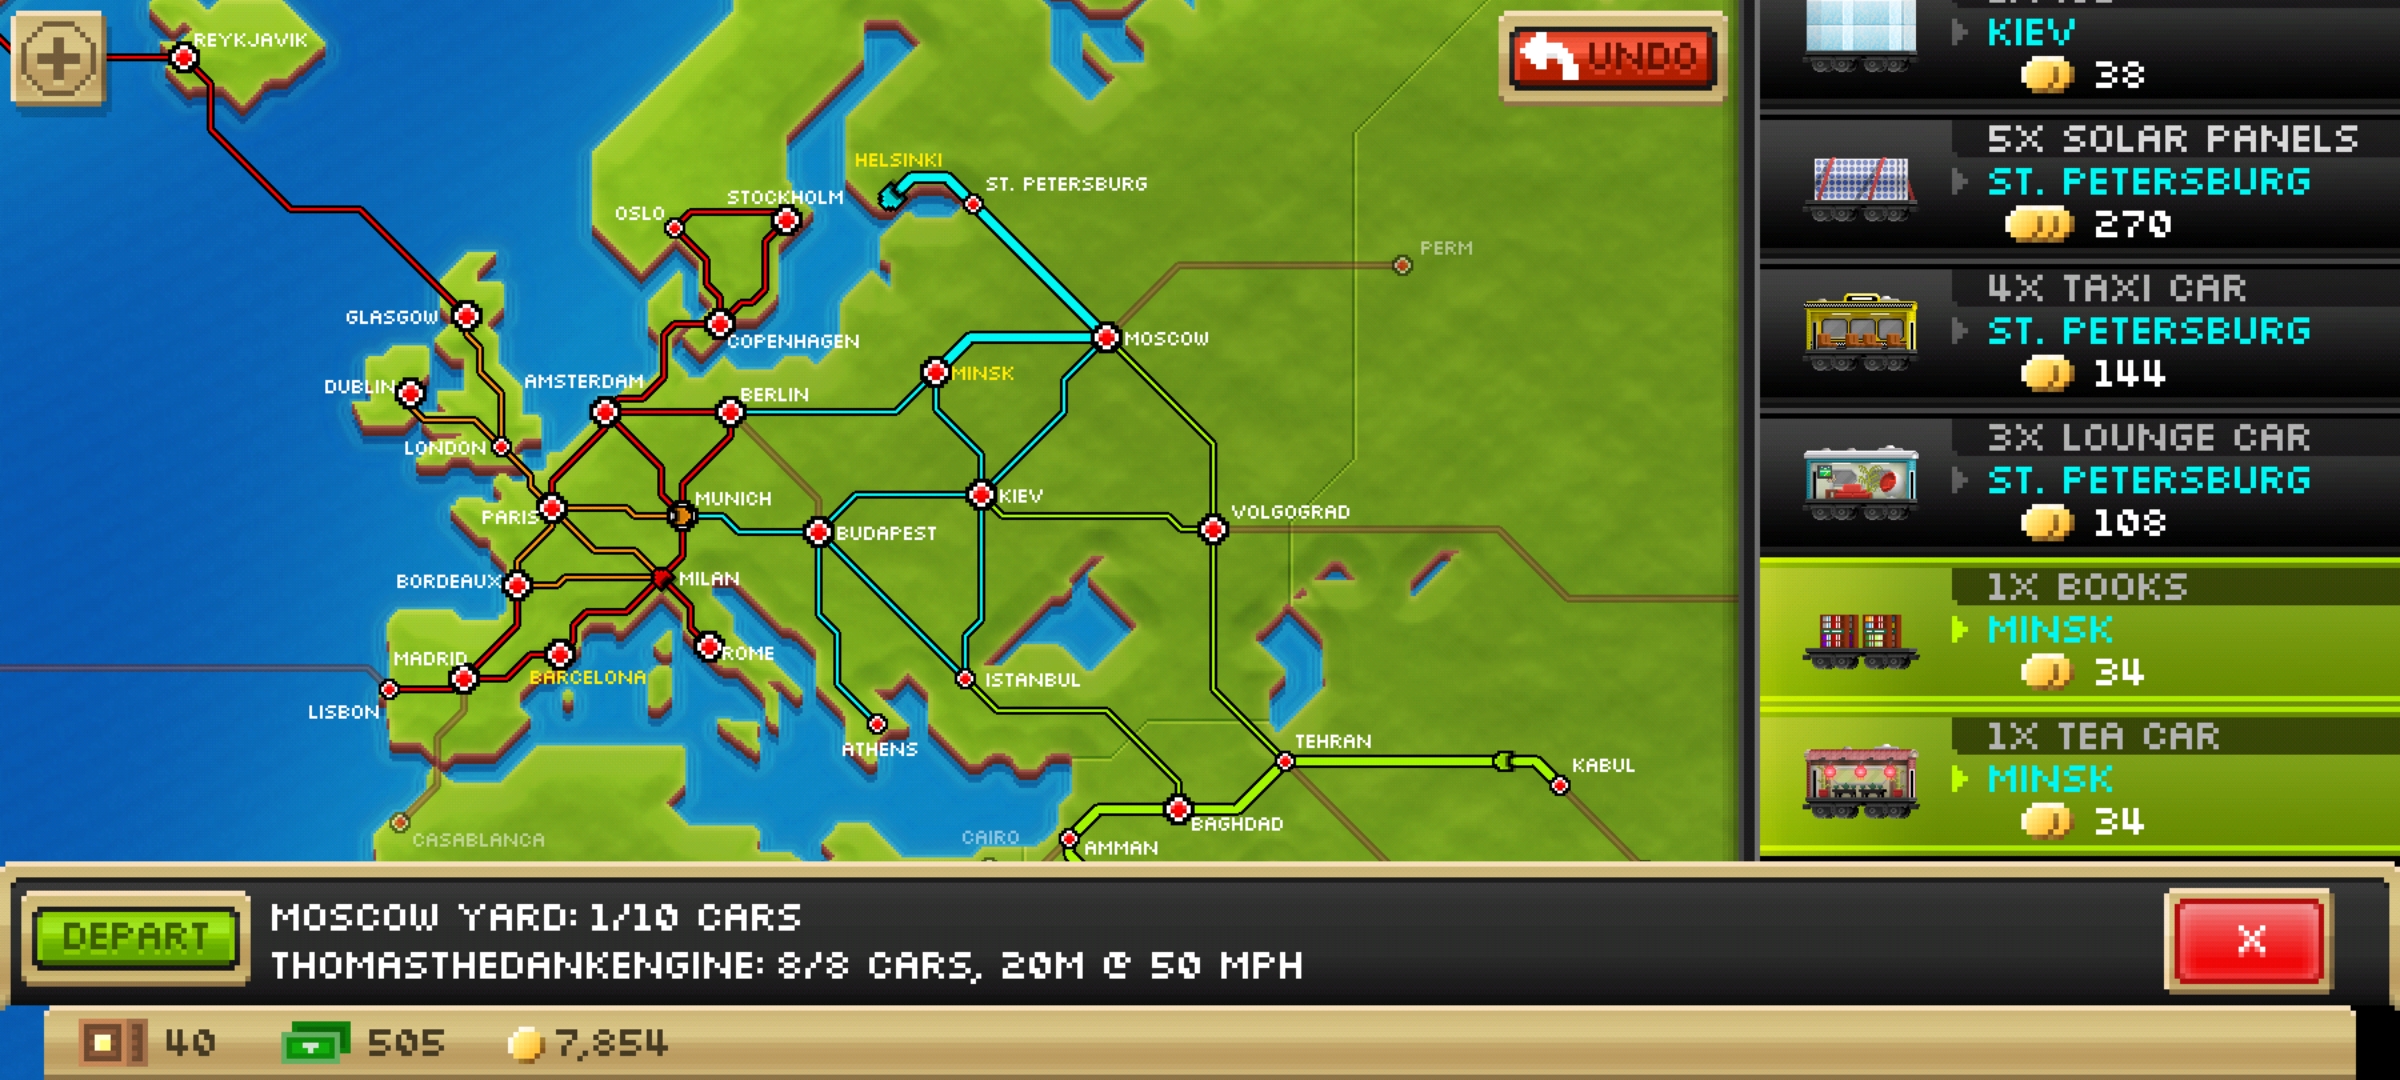 REYKJAVIK
UNDO
KIEV
38
5X SOLAR PANELS
ST. PETERSBURG
270
4X TAXI CAR
ST. PETERSBURG
144
3X LOUNGE CAR
ST. PETERSBURG
108
1X BOOKS
MINSK
34
1X TEA CAR
MINSK
34
HELSINKI
ST. PETERSBURG
STOCKHOLM
OSLO
PERM
GLASGOW
COPENHAGEN
MOSCOW
DUBLIN
AMSTERDAM
BERLIN
MINSK
LONDON
MUNICH
KIEV
PARIS
BUDAPEST
VOLGOGRAD
BORDEAUX
MILAN
MADRID
ROME
BARCELONA
ISTANBUL
LISBON
ATHENS
TEHRAN
KABUL
CASABLANCA
CAIRO
BAGHDAD
AMMAN
DEPART
MOSCOW YARD: 1/10 CARS
THOMASTHEDANKENGINE: 8/8 CARS, 20M @ 50 MPH
X
40
505
7,854